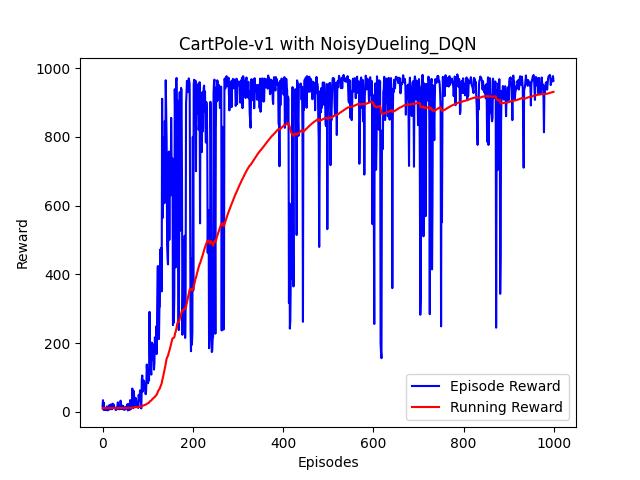 CartPole-v1 with NoisyDueling_DQN
1000
800
600
400
200
0
Reward
0 200 400 600 800 1000
Episodes
Episode Reward
Running Reward